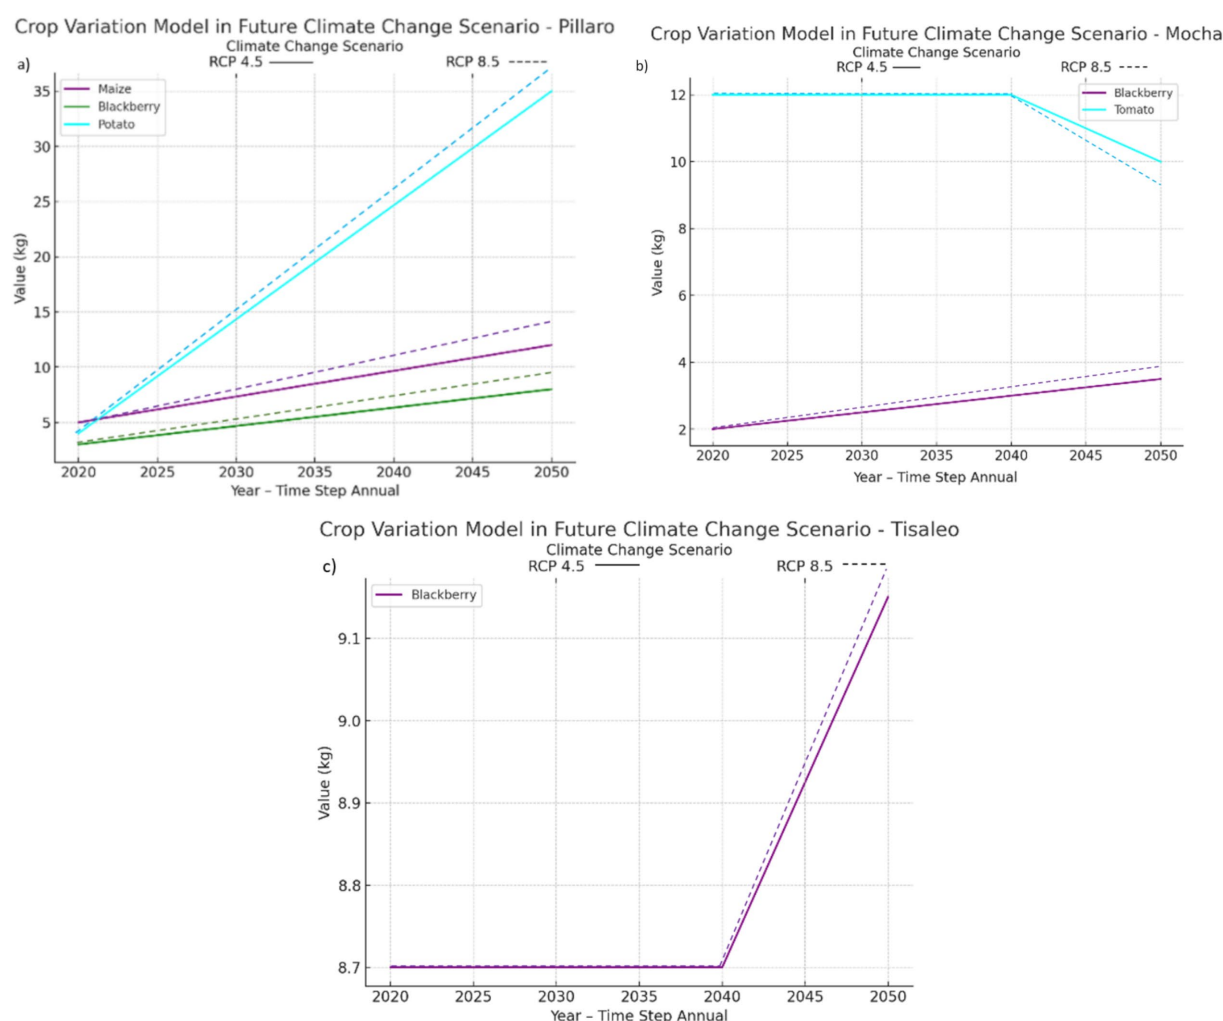 Crop Variation Model in Future Climate Change Scenario - Pillaro
Climate Change Scenario
a)
RCP 4.5
RCP 8.5
Maize
Blackberry
Potato
35
30
25
20
15
10
5
Value (kg)
2020 2025 2030 2035 2040 2045 2050
Year – Time Step Annual
Crop Variation Model in Future Climate Change Scenario - Mocha
Climate Change Scenario
b)
RCP 4.5
RCP 8.5
Blackberry
Tomato
12
10
8
6
4
2
Value (kg)
2020 2025 2030 2035 2040 2045 2050
Year – Time Step Annual
Crop Variation Model in Future Climate Change Scenario - Tisaleo
Climate Change Scenario
c)
RCP 4.5
RCP 8.5
Blackberry
9.1
9.0
8.9
8.8
8.7
Value (kg)
2020 2025 2030 2035 2040 2045 2050
Year – Time Step Annual